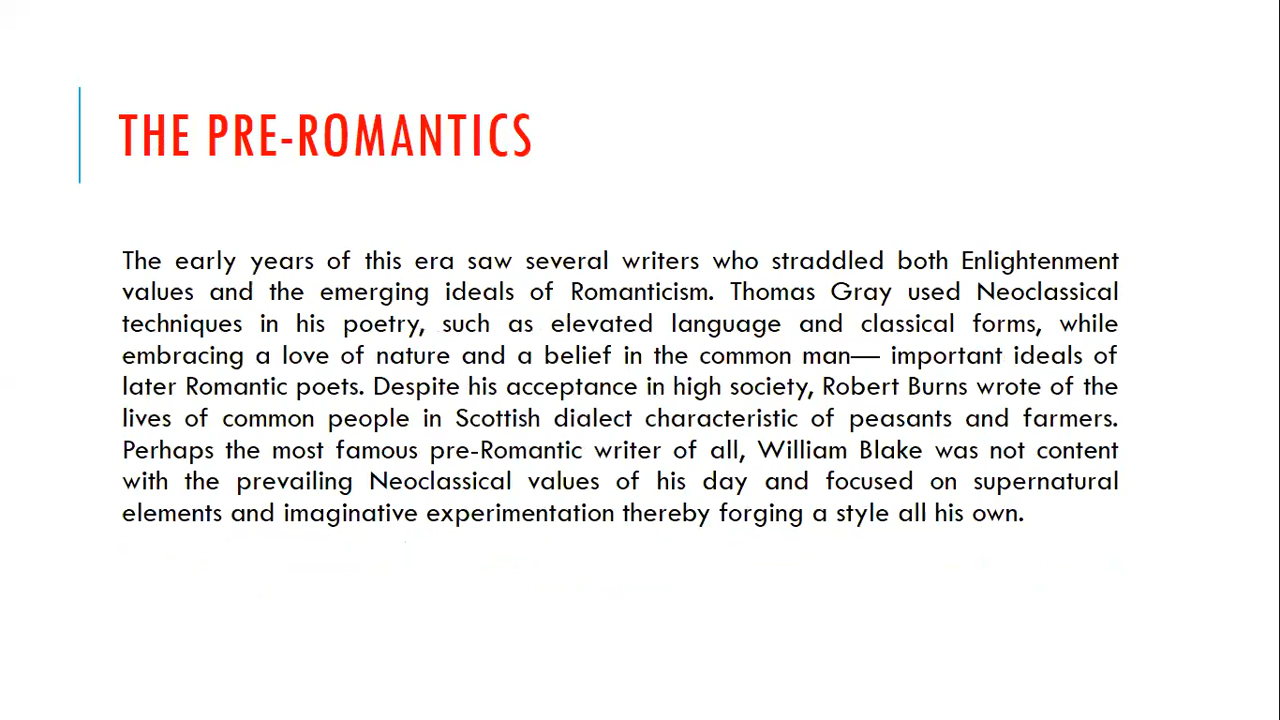 THE PRE-ROMANTICS
The early years of this era saw several writers who straddled both Enlightenment
values and the emerging ideals of Romanticism. Thomas Gray used Neoclassical
techniques in his poetry, such as elevated language and classical forms, while
embracing a love of nature and a belief in the common man— important ideals of
later Romantic poets. Despite his acceptance in high society, Robert Burns wrote of the
lives of common people in Scottish dialect characteristic of peasants and farmers.
Perhaps the most famous pre-Romantic writer of all, William Blake was not content
with the prevailing Neoclassical values of his day and focused on supernatural
elements and imaginative experimentation thereby forging a style all his own.